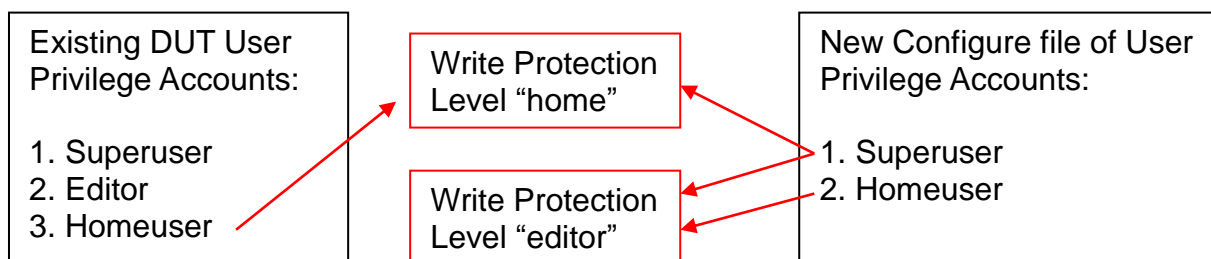 Existing DUT User
Privilege Accounts:
1. Superuser
2. Editor
3. Homeuser
Write Protection
Level “home”
Write Protection
Level “editor”
New Configure file of User
Privilege Accounts:
1. Superuser
2. Homeuser